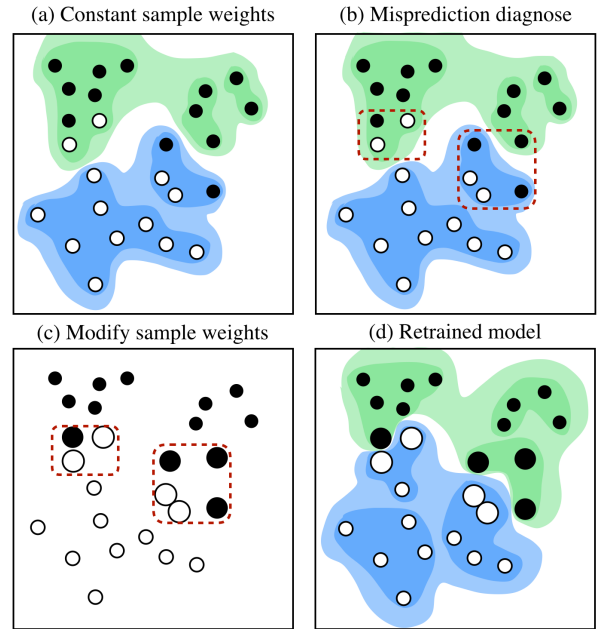 (a) Constant sample weights
(b) Misprediction diagnose
(c) Modify sample weights
(d) Retrained model